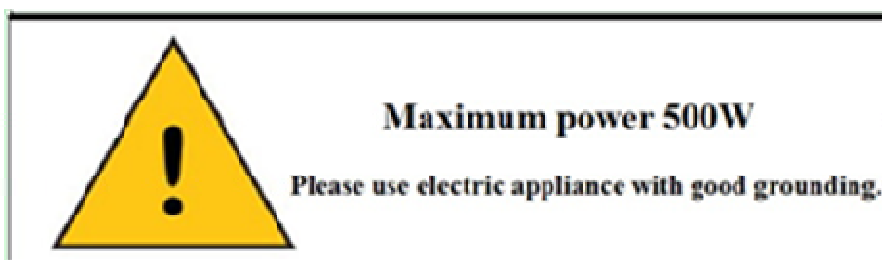 Maximum power 500W
Please use electric appliance with good grounding.